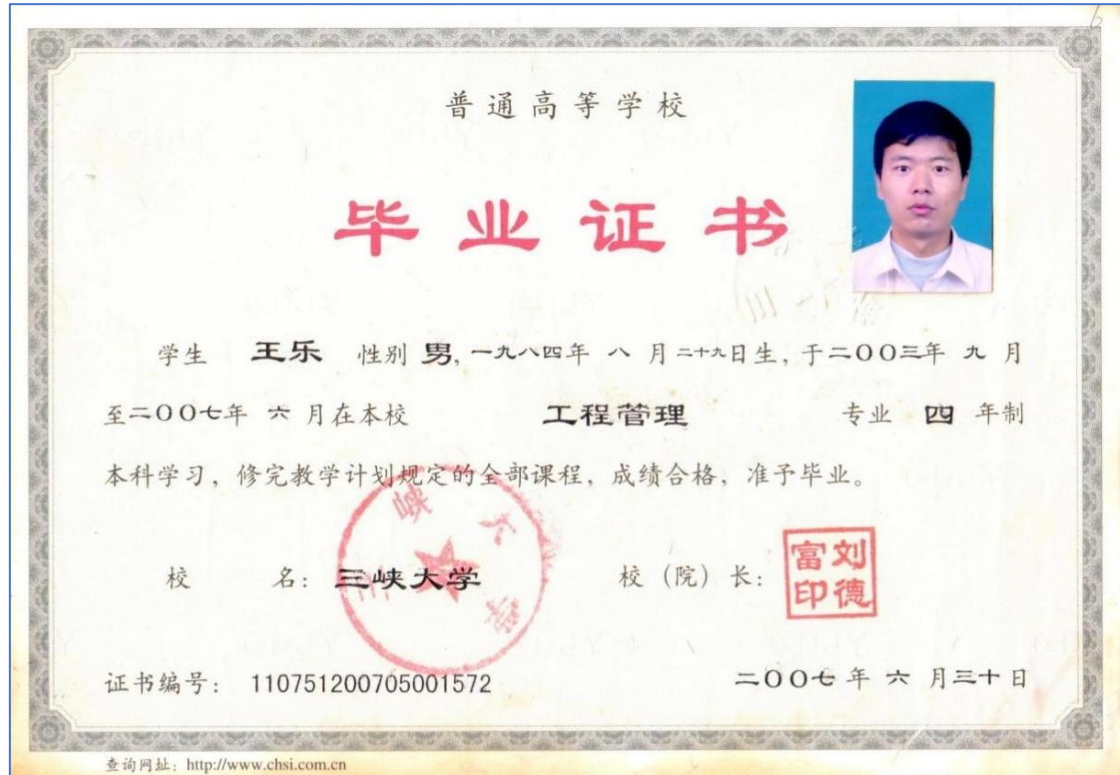 普通高等学校
毕业证书
学生 王乐 性别 男, 一九八四年 八 月二十九日生, 于二00三年 九 月
至二00七年 六 月在本校 工程管理 专业 四 年制
本科学习, 修完教学计划规定的全部课程, 成绩合格, 准予毕业。
校 名: 三峡大学 校 (院) 长:
三峡大学
刘德富印
证书编号: 110751200705001572 二00七年 六 月三十日
查询网址: http://www.chsi.com.cn